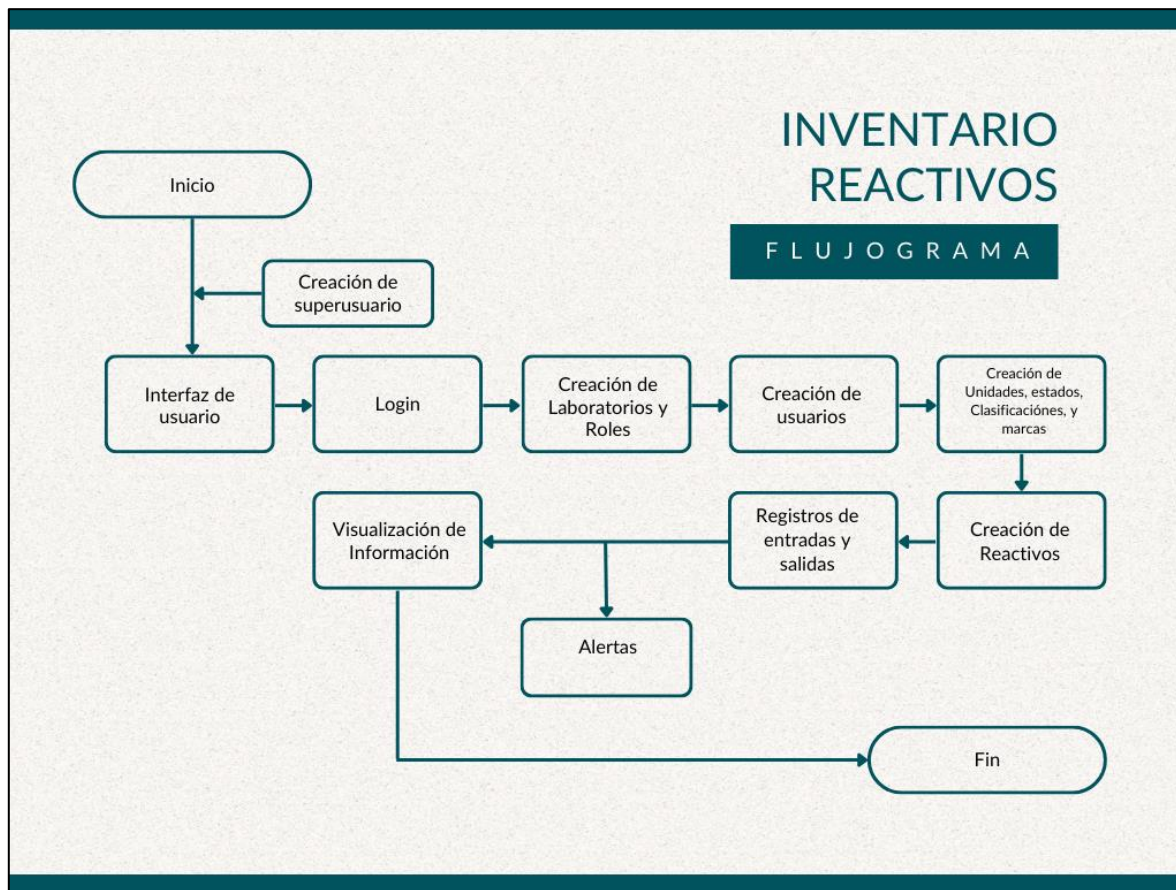 INVENTARIO
REACTIVOS
FLUJOGRAMA
Inicio
Creación de
superusuario
Interfaz de
usuario
Login
Creación de
Laboratorios y
Roles
Creación de
usuarios
Creación de
Unidades, estados,
Clasificaciónes, y
marcas
Visualización de
Información
Registros de
entradas y
salidas
Creación de
Reactivos
Alertas
Fin